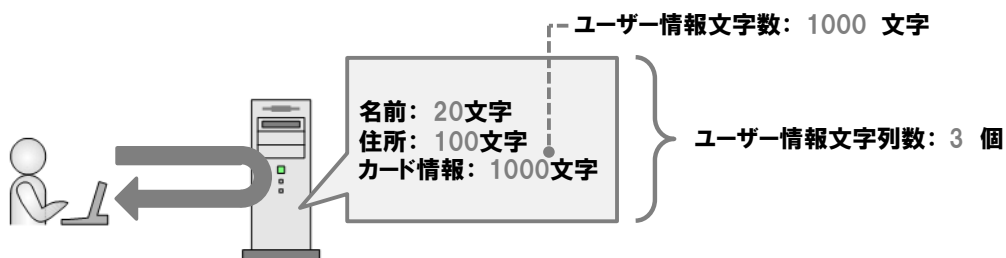 ユーザー情報文字数： 1000 文字
名前： 20文字
住所： 100文字
カード情報： 1000文字
ユーザー情報文字列数： 3 個